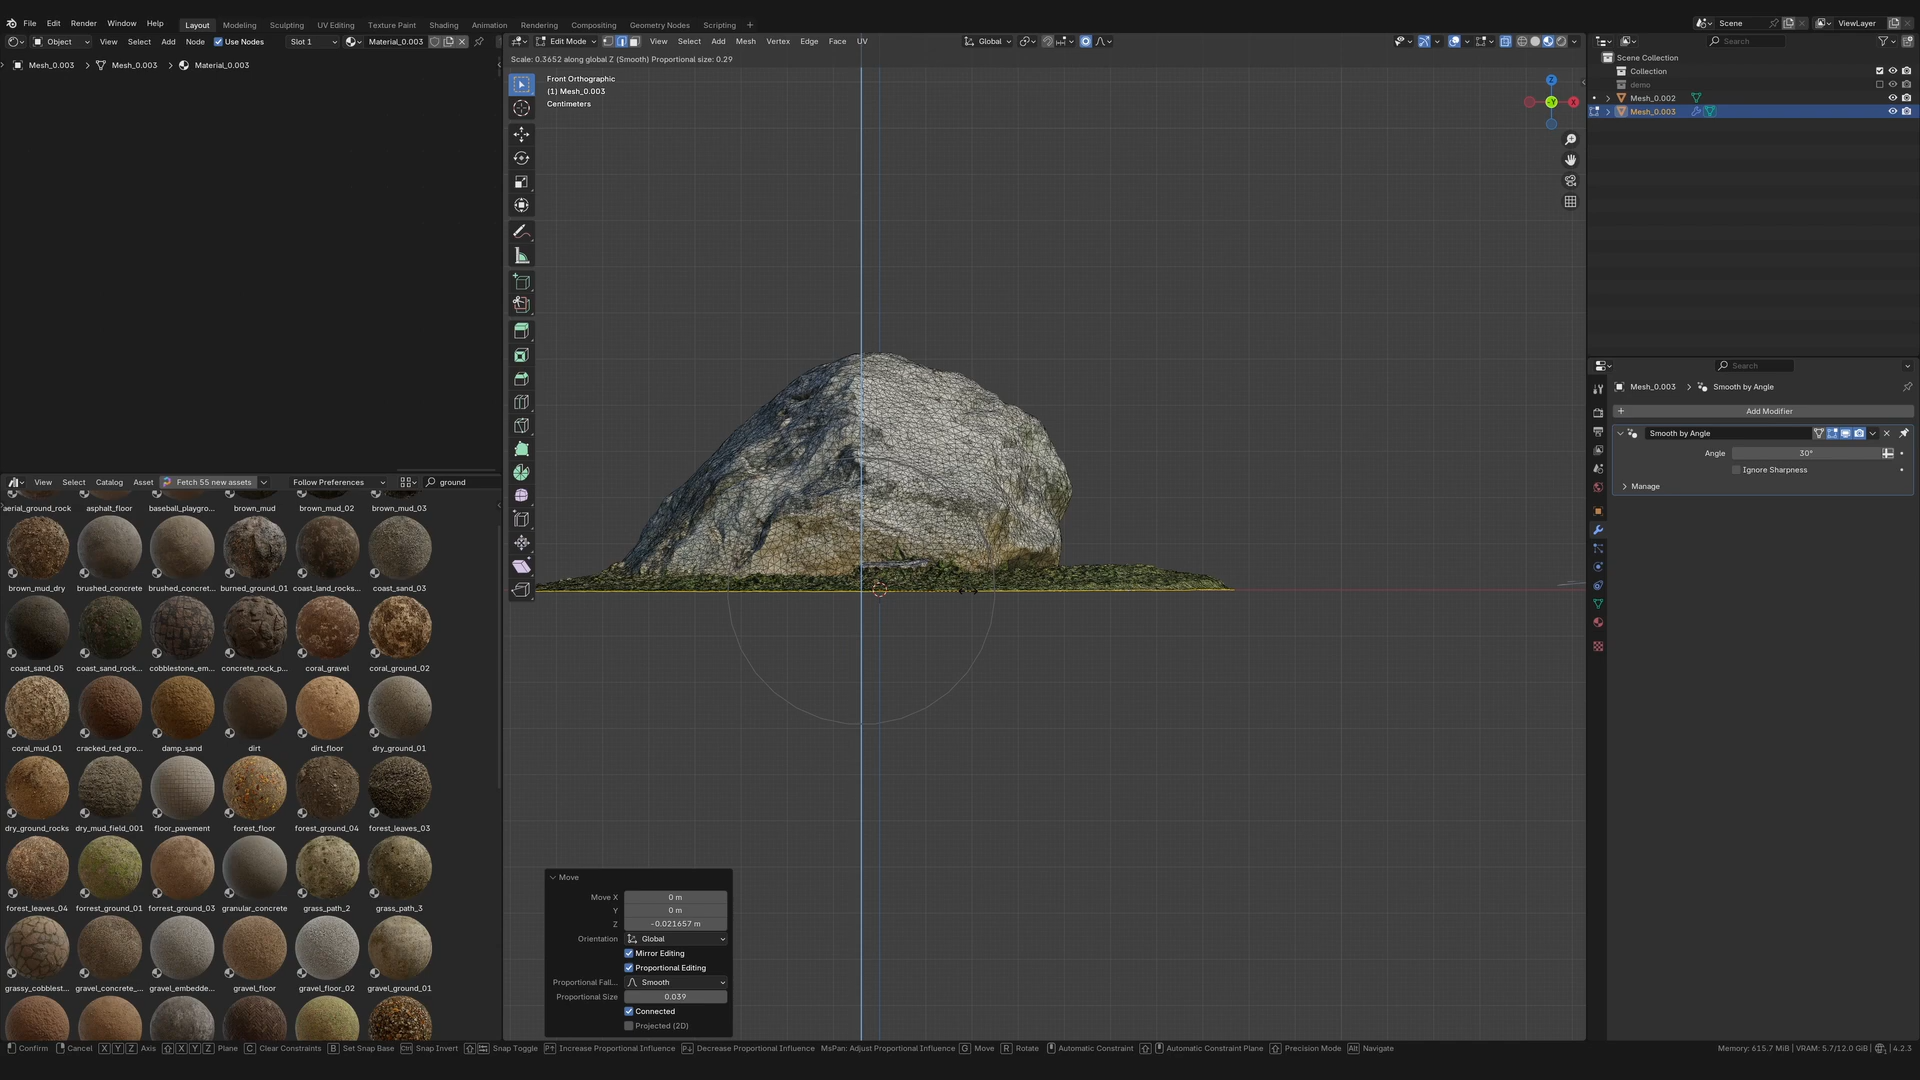 File Edit Render Window Help Layout Modeling Sculpting UV Editing Texture Paint Shading Animation Rendering Compositing Geometry Nodes Scripting + Scene ViewLayer
Object View Select Add Node Use Nodes Slot 1 Material_0.003
Edit Mode View Select Add Mesh Vertex Edge Face UV Global
Search
Mesh_0.003 Mesh_0.003 Material_0.003
Scale: 0.3652 along global Z (Smooth) Proportional size: 0.29
Front Orthographic
(1) Mesh_0.003
Centimeters
Z
-Y
X
Scene Collection
Collection
demo
Mesh_0.002
Mesh_0.003
Search
Mesh_0.003 Smooth by Angle
Add Modifier
Smooth by Angle
Angle 30°
Ignore Sharpness
Manage
View Select Catalog Asset Fetch 55 new assets Follow Preferences ground
aerial_ground_rock asphalt_floor baseball_playgro... brown_mud brown_mud_02 brown_mud_03
brown_mud_dry brushed_concrete brushed_concret... burned_ground_01 coast_land_rocks... coast_sand_03
coast_sand_05 coast_sand_rock... cobblestone_em... concrete_rock_p... coral_gravel coral_ground_02
coral_mud_01 cracked_red_gro... damp_sand dirt dirt_floor dry_ground_01
dry_ground_rocks dry_mud_field_001 floor_pavement forest_floor forest_ground_04 forest_leaves_03
forest_leaves_04 forrest_ground_01 forrest_ground_03 granular_concrete grass_path_2 grass_path_3
grassy_cobblest... gravel_concrete_... gravel_embedde... gravel_floor gravel_floor_02 gravel_ground_01
Move
Move X 0 m
Y 0 m
Z -0.021657 m
Orientation Global
Mirror Editing
Proportional Editing
Proportional Fall... Smooth
Proportional Size 0.039
Connected
Projected (2D)
Confirm Cancel X Y Z Axis X Y Z Plane C Clear Constraints B Set Snap Base Ctrl Snap Invert Snap Toggle Increase Proportional Influence Decrease Proportional Influence MsPan: Adjust Proportional Influence G Move R Rotate Automatic Constraint Automatic Constraint Plane Precision Mode Alt Navigate
Memory: 615.7 MiB | VRAM: 5.7/12.0 GiB | 4.2.3